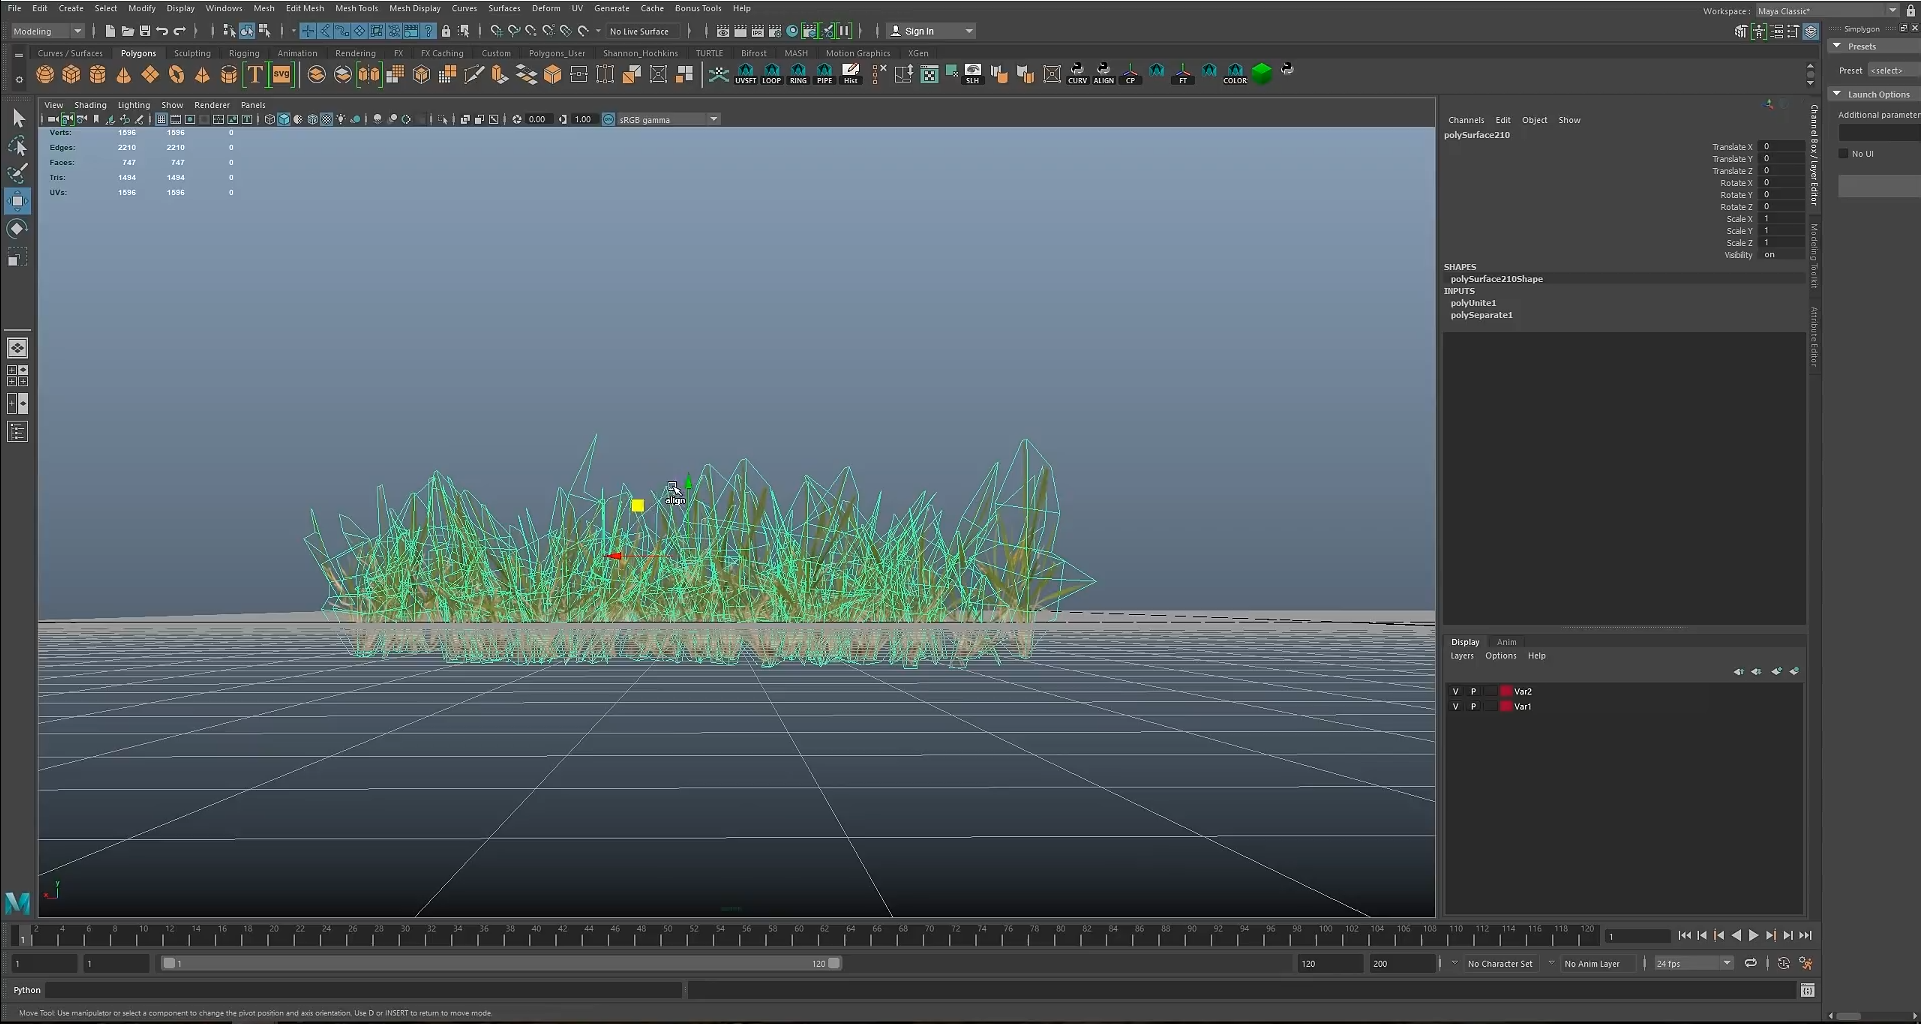 File Edit Create Select Modify Display Windows Mesh Edit Mesh Mesh Tools Mesh Display Curves Surfaces Deform UV Generate Cache Bonus Tools Help
Workspace : Maya Classic*
Modeling
No Live Surface
Sign In
Simplygon
Curves / Surfaces Polygons Sculpting Rigging Animation Rendering FX FX Caching Custom Polygons_User Shannon_Hochkins TURTLE Bifrost MASH Motion Graphics XGen
Presets
Preset <select>
T svg UVSFT LOOP RING PIPE Hist SLH CURV ALIGN CP FT COLOR
Launch Options
View Shading Lighting Show Renderer Panels
Additional parameter
0.00 1.00 sRGB gamma
No UI
Verts: 1596 1596 0
Edges: 2210 2210 0
Faces: 747 747 0
Tris: 1494 1494 0
UVs: 1596 1596 0
Channels Edit Object Show
polySurface210
Translate X 0
Translate Y 0
Translate Z 0
Rotate X 0
Rotate Y 0
Rotate Z 0
Scale X 1
Scale Y 1
Scale Z 1
Visibility on
SHAPES
polySurface210Shape
INPUTS
polyUnite1
polySeparate1
Channel Box / Layer Editor
Modeling Toolkit
Attribute Editor
align
Display Anim
Layers Options Help
V P Var2
V P Var1
x y
1 2 4 6 8 10 12 14 16 18 20 22 24 26 28 30 32 34 36 38 40 42 44 46 48 50 52 54 56 58 60 62 64 66 68 70 72 74 76 78 80 82 84 86 88 90 92 94 96 98 100 102 104 106 108 110 112 114 116 118 120 1
1 1 1 120 120 200 No Character Set No Anim Layer 24 fps
Python
Move Tool: Use manipulator or select a component to change the pivot position and axis orientation. Use D or INSERT to return to move mode.